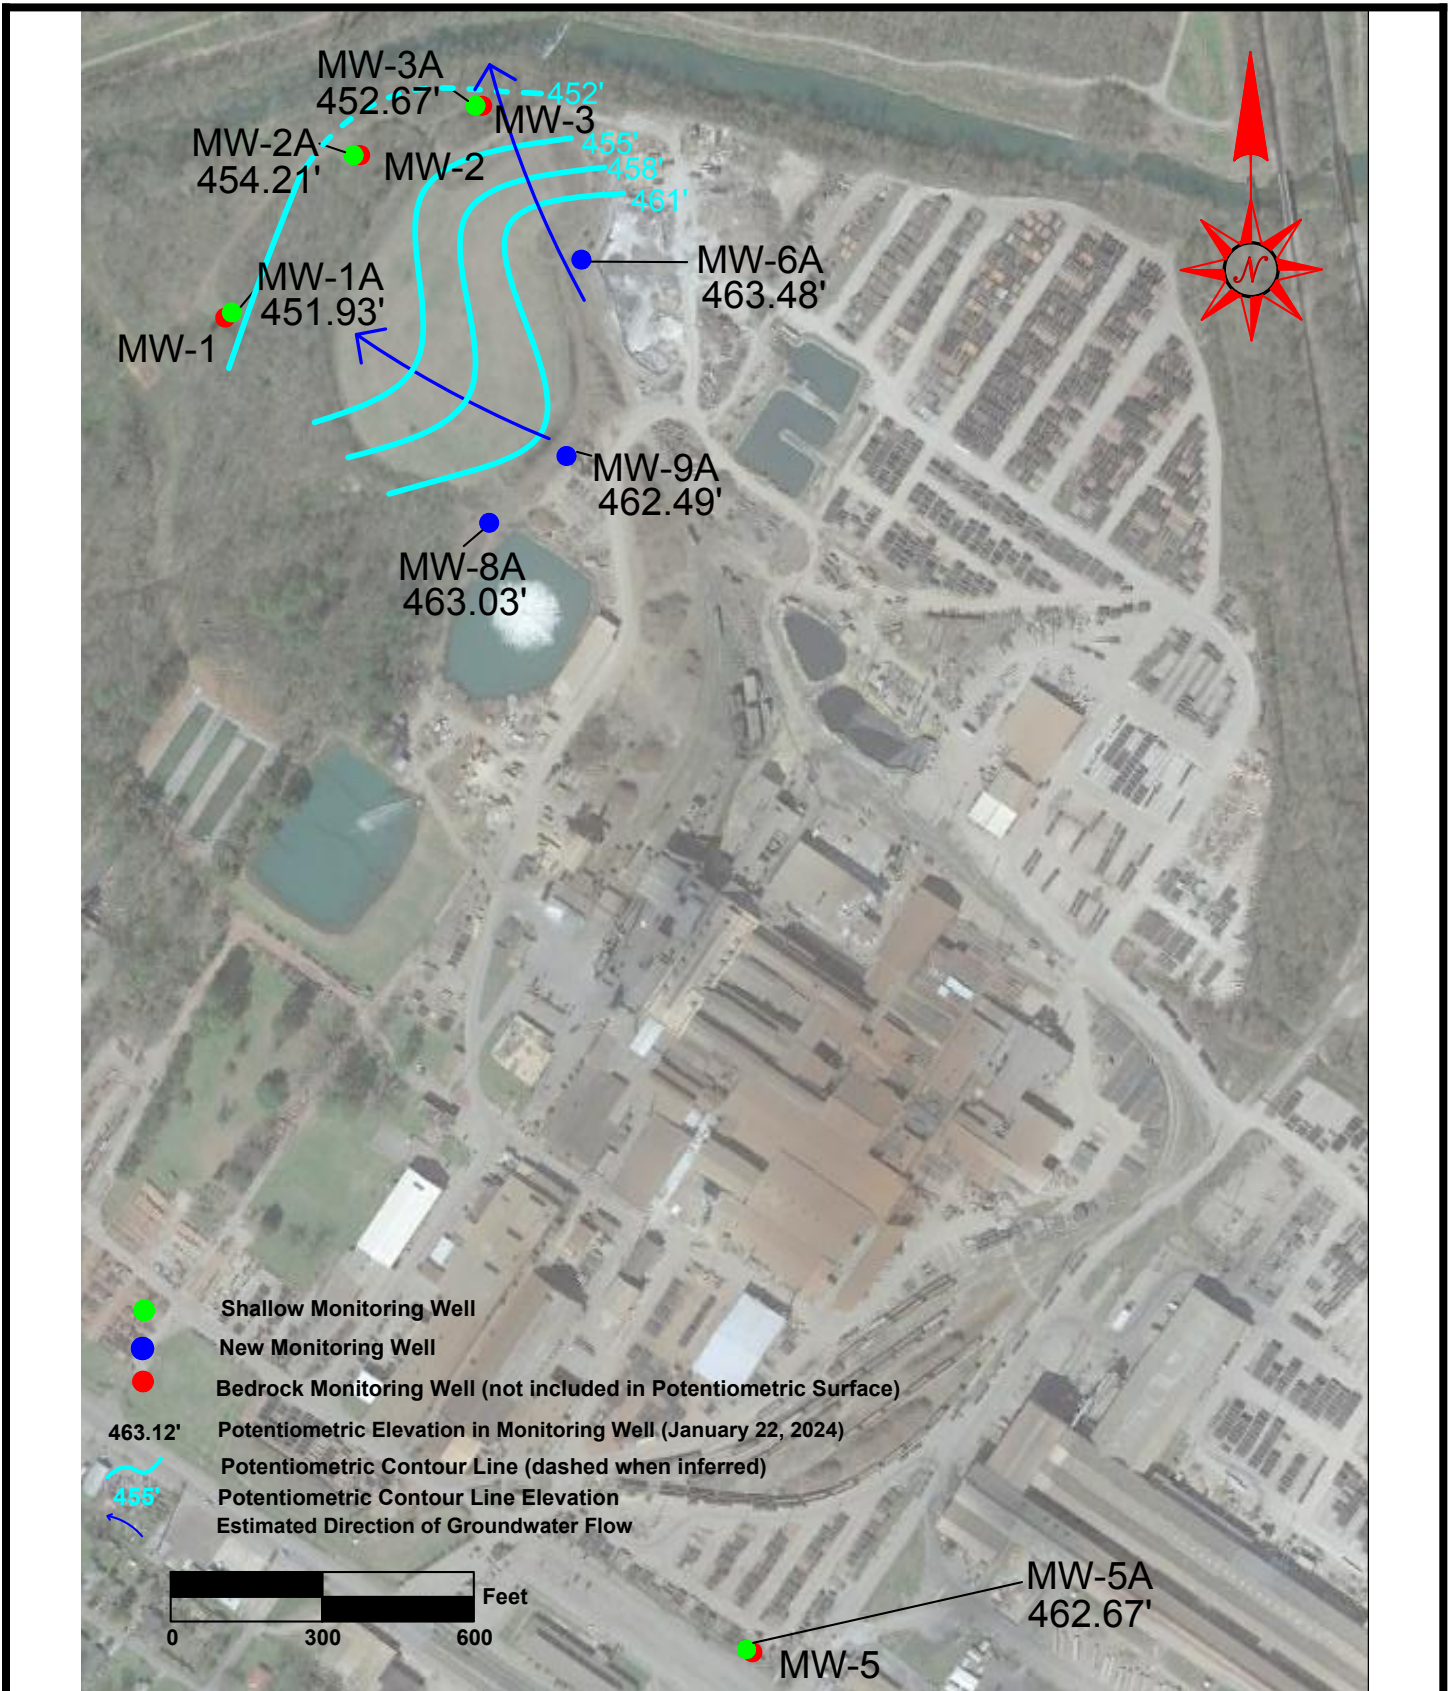 MW-3A
452.67'
452'
MW-3
455'
MW-2A
454.21'
MW-2
458'
461'
MW-6A
463.48'
MW-1A
451.93'
MW-1
N
MW-9A
462.49'
MW-8A
463.03'
Shallow Monitoring Well
New Monitoring Well
Bedrock Monitoring Well (not included in Potentiometric Surface)
463.12' Potentiometric Elevation in Monitoring Well (January 22, 2024)
Potentiometric Contour Line (dashed when inferred)
455' Potentiometric Contour Line Elevation
Estimated Direction of Groundwater Flow
Feet
0 300 600
MW-5A
462.67'
MW-5